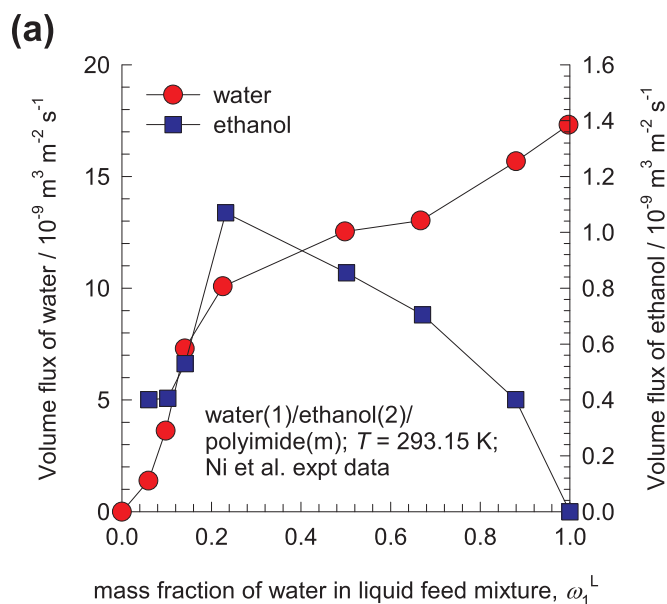 (a)
20
15
10
5
0
Volume flux of water / 10⁻⁹ m³ m⁻² s⁻¹
water
ethanol
water(1)/ethanol(2)/
polyimide(m); T = 293.15 K;
Ni et al. expt data
1.6
1.4
1.2
1.0
0.8
0.6
0.4
0.2
0.0
Volume flux of ethanol / 10⁻⁹ m³ m⁻² s⁻¹
0.0 0.2 0.4 0.6 0.8 1.0
mass fraction of water in liquid feed mixture, ω₁ᴸ